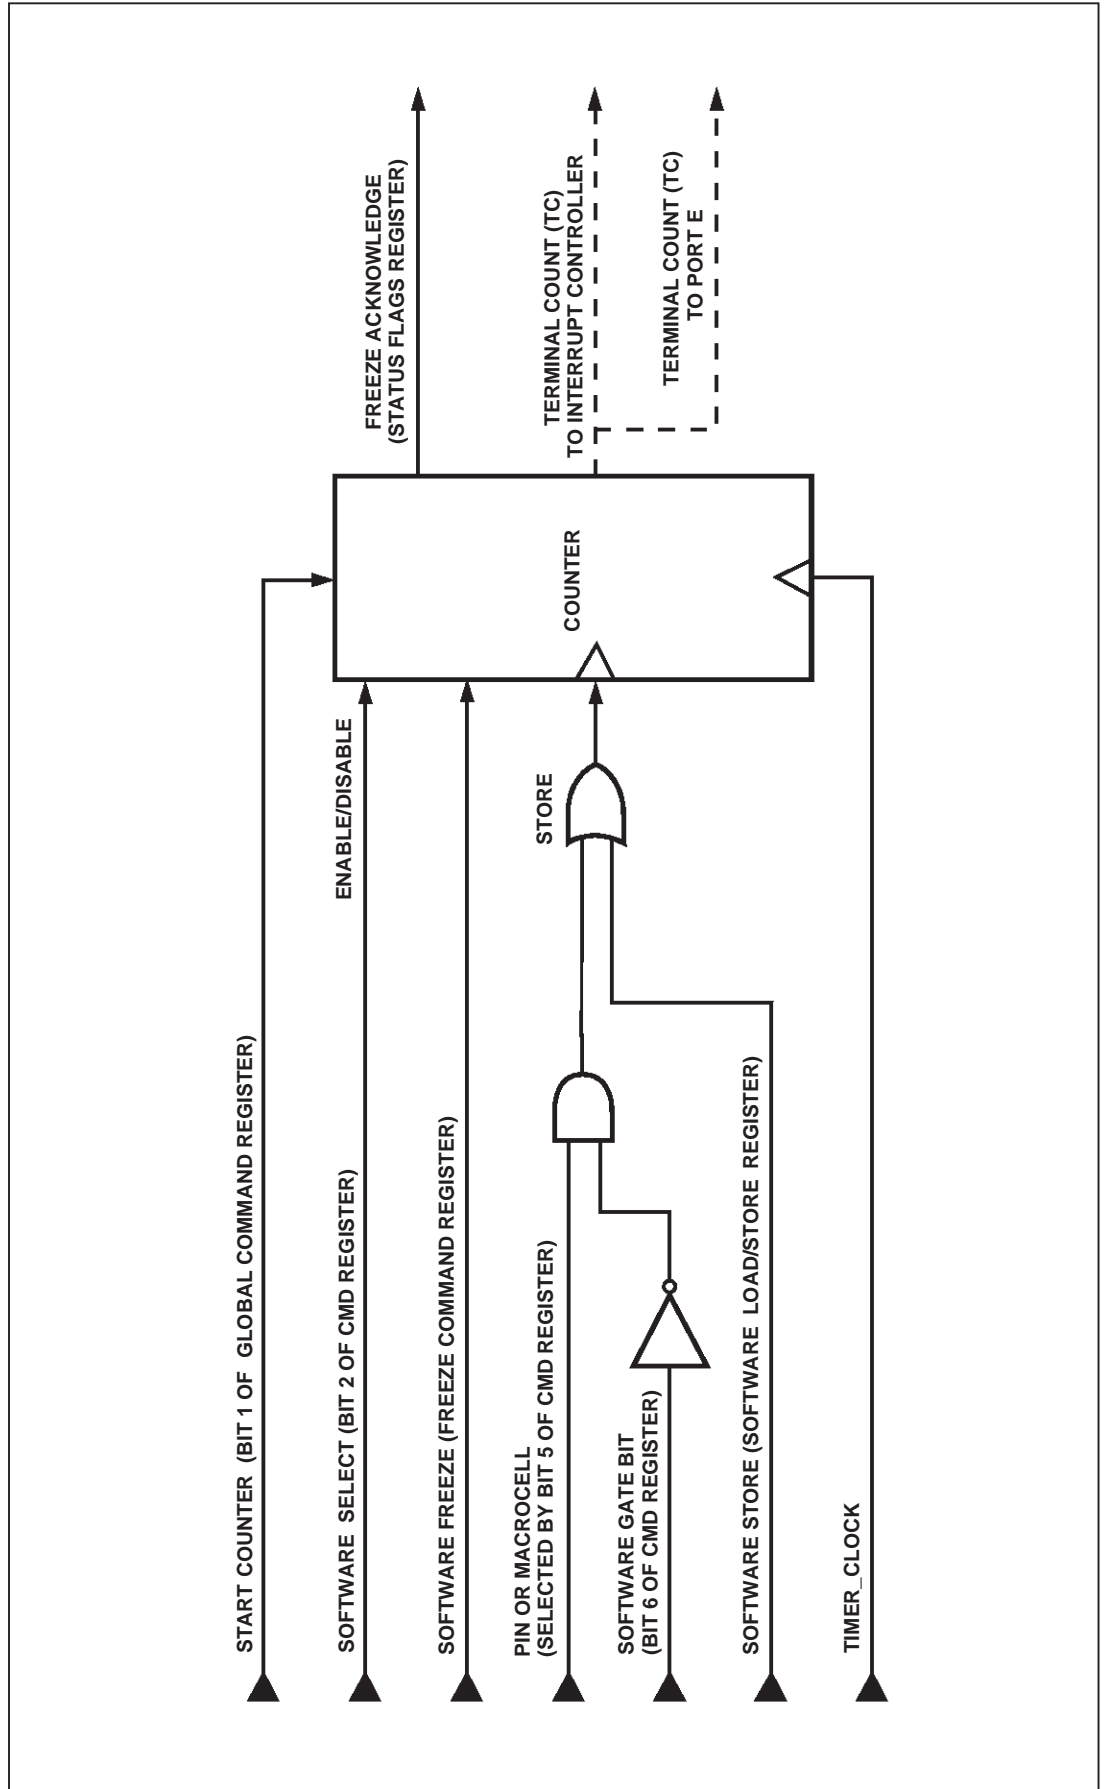 START COUNTER (BIT 1 OF GLOBAL COMMAND REGISTER)
SOFTWARE SELECT (BIT 2 OF CMD REGISTER)
ENABLE/DISABLE
SOFTWARE FREEZE (FREEZE COMMAND REGISTER)
PIN OR MACROCELL
(SELECTED BY BIT 5 OF CMD REGISTER)
SOFTWARE GATE BIT
(BIT 6 OF CMD REGISTER)
SOFTWARE STORE (SOFTWARE LOAD/STORE REGISTER)
TIMER_CLOCK
STORE
COUNTER
FREEZE ACKNOWLEDGE
(STATUS FLAGS REGISTER)
TERMINAL COUNT (TC)
TO INTERRUPT CONTROLLER
TERMINAL COUNT (TC)
TO PORT E